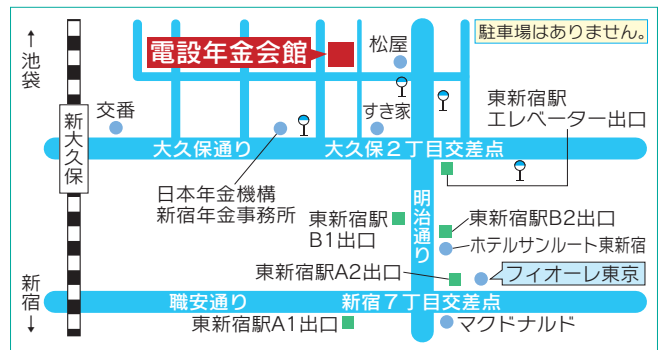 ↑池袋
電設年金会館
松屋
駐車場はありません。
新大久保
交番
すき家
東新宿駅
エレベーター出口
大久保通り
大久保2丁目交差点
日本年金機構
新宿年金事務所
明治通り
東新宿駅
B1出口
東新宿駅B2出口
ホテルサンルート東新宿
東新宿駅A2出口
フィオーレ東京
新宿↓
職安通り
新宿7丁目交差点
東新宿駅A1出口
マクドナルド